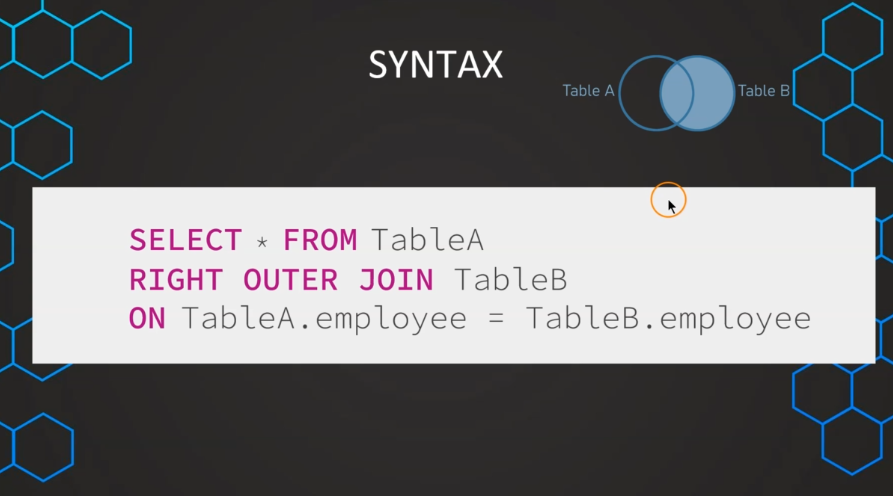 SYNTAX
Table A
Table B
SELECT * FROM TableA
RIGHT OUTER JOIN TableB
ON TableA.employee = TableB.employee